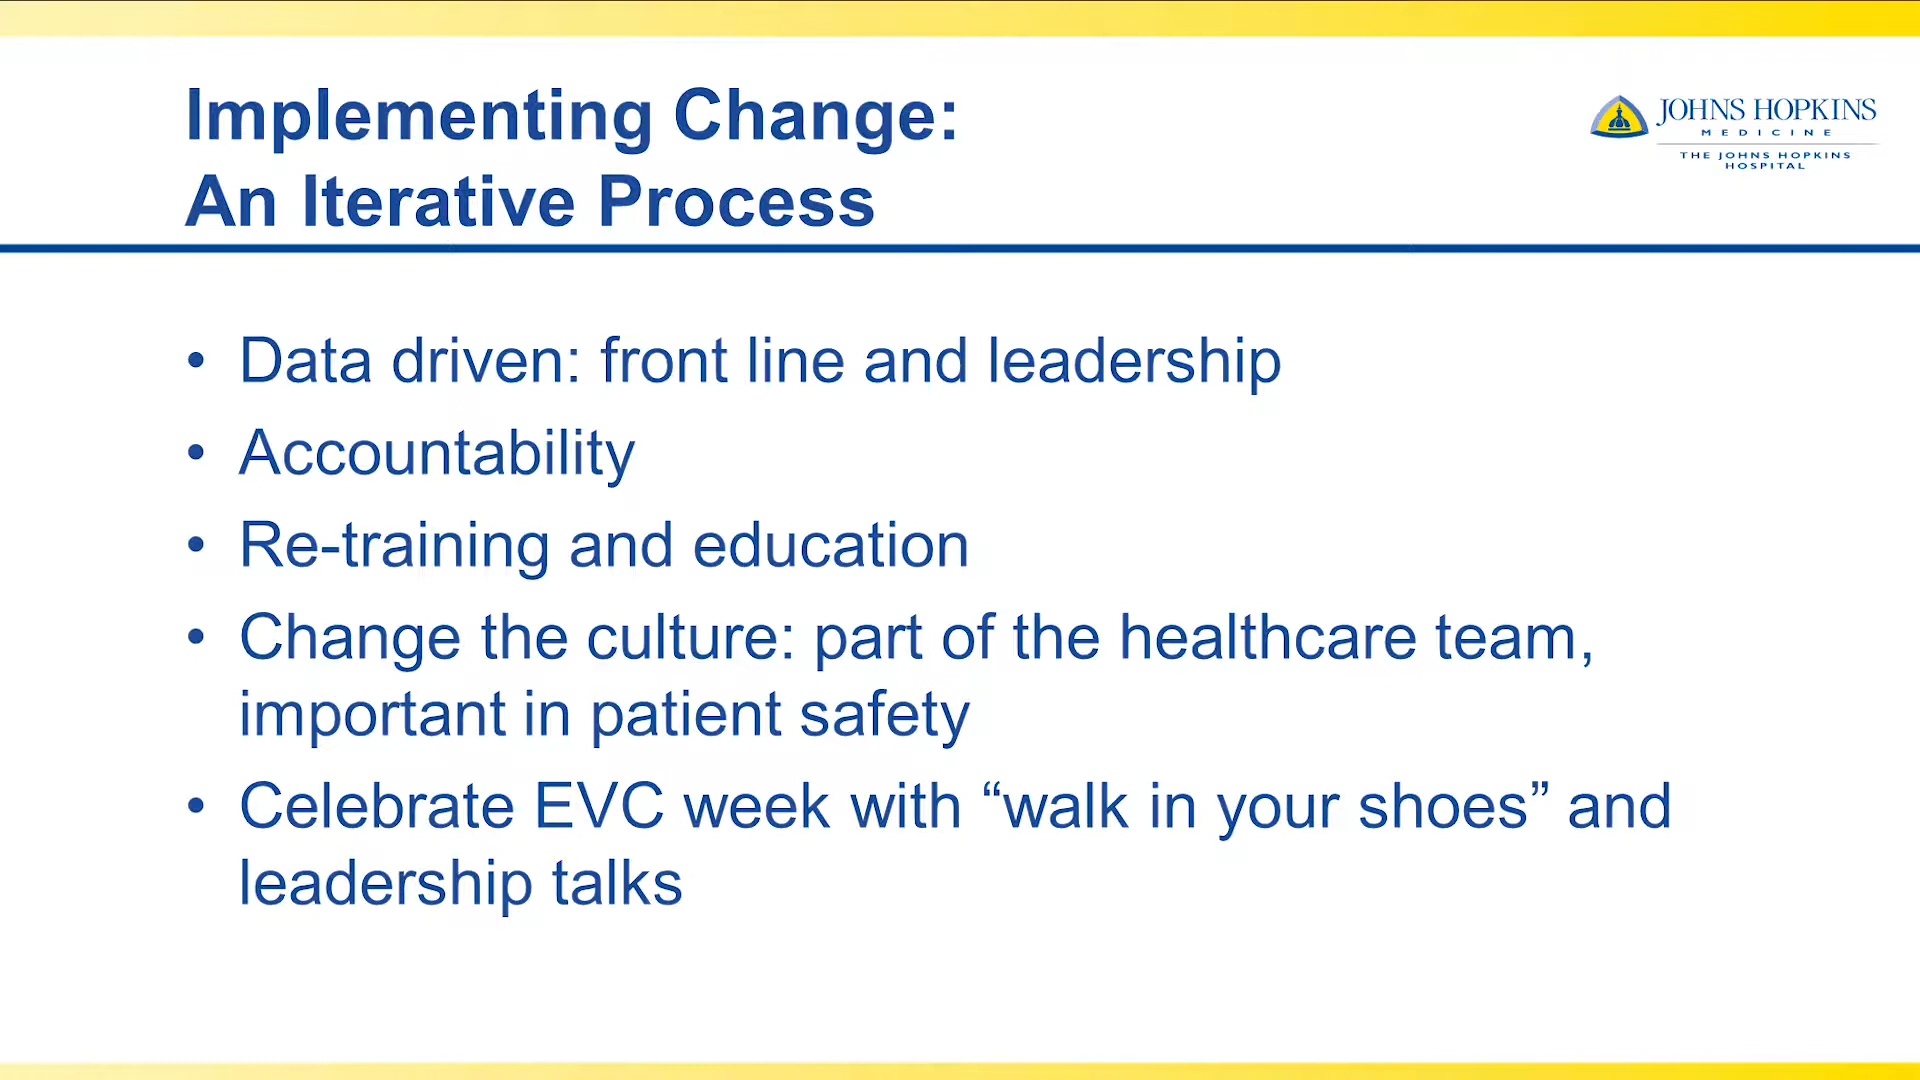 Implementing Change:
An Iterative Process
JOHNS HOPKINS
MEDICINE
THE JOHNS HOPKINS
HOSPITAL
• Data driven: front line and leadership
• Accountability
• Re-training and education
• Change the culture: part of the healthcare team,
important in patient safety
• Celebrate EVC week with “walk in your shoes” and
leadership talks